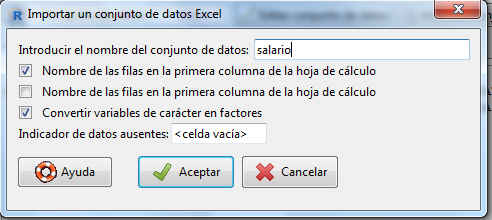 Importar un conjunto de datos Excel
Introducir el nombre del conjunto de datos: salario
Nombre de las filas en la primera columna de la hoja de cálculo
Nombre de las filas en la primera columna de la hoja de cálculo
Convertir variables de carácter en factores
Indicador de datos ausentes: <celda vacía>
Ayuda Aceptar Cancelar